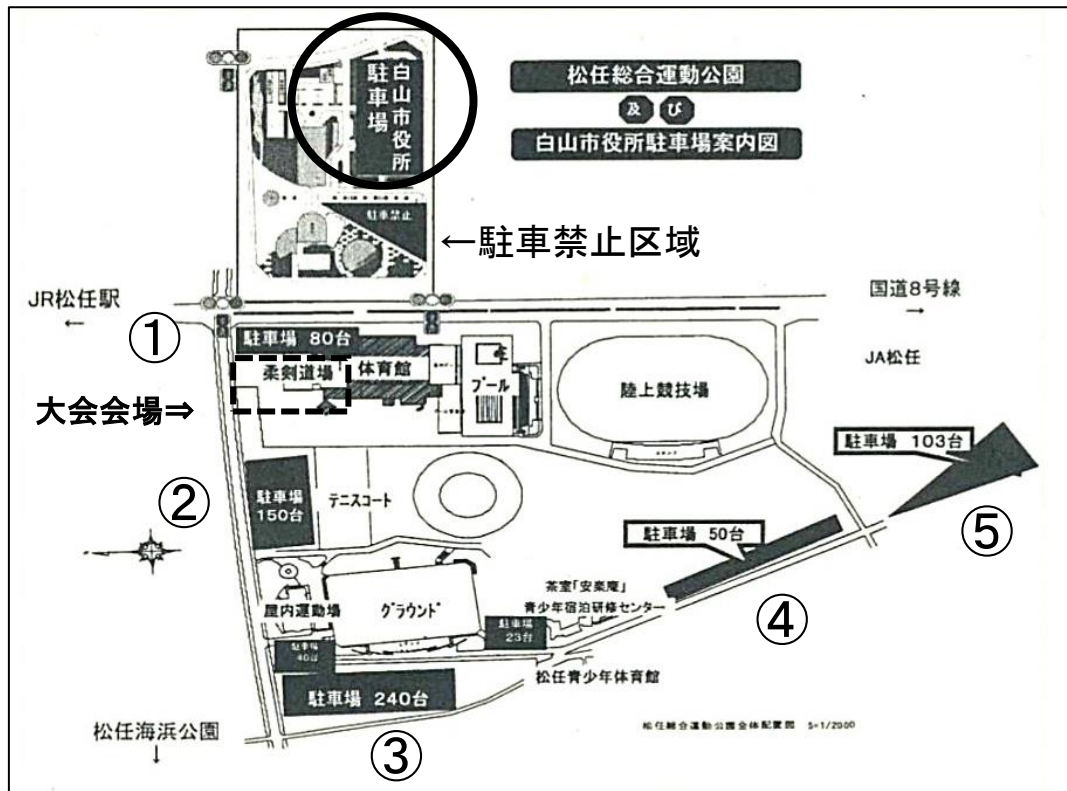 白山市役所
駐車場
松任総合運動公園
及び
白山市役所駐車場案内図
駐車禁止
←駐車禁止区域
JR松任駅
←
国道8号線
→
①
駐車場 80台
柔剣道場
体育館
プール
陸上競技場
JA松任
大会会場⇒
駐車場 103台
②
駐車場
150台
テニスコート
⑤
駐車場 50台
茶室「安楽庵」
青少年宿泊研修センター
④
屋内運動場
グラウンド
駐車場
23台
駐車場
40台
松任青少年体育館
駐車場 240台
松任海浜公園
↓
③
松任総合運動公園全体配置図 S=1/2000